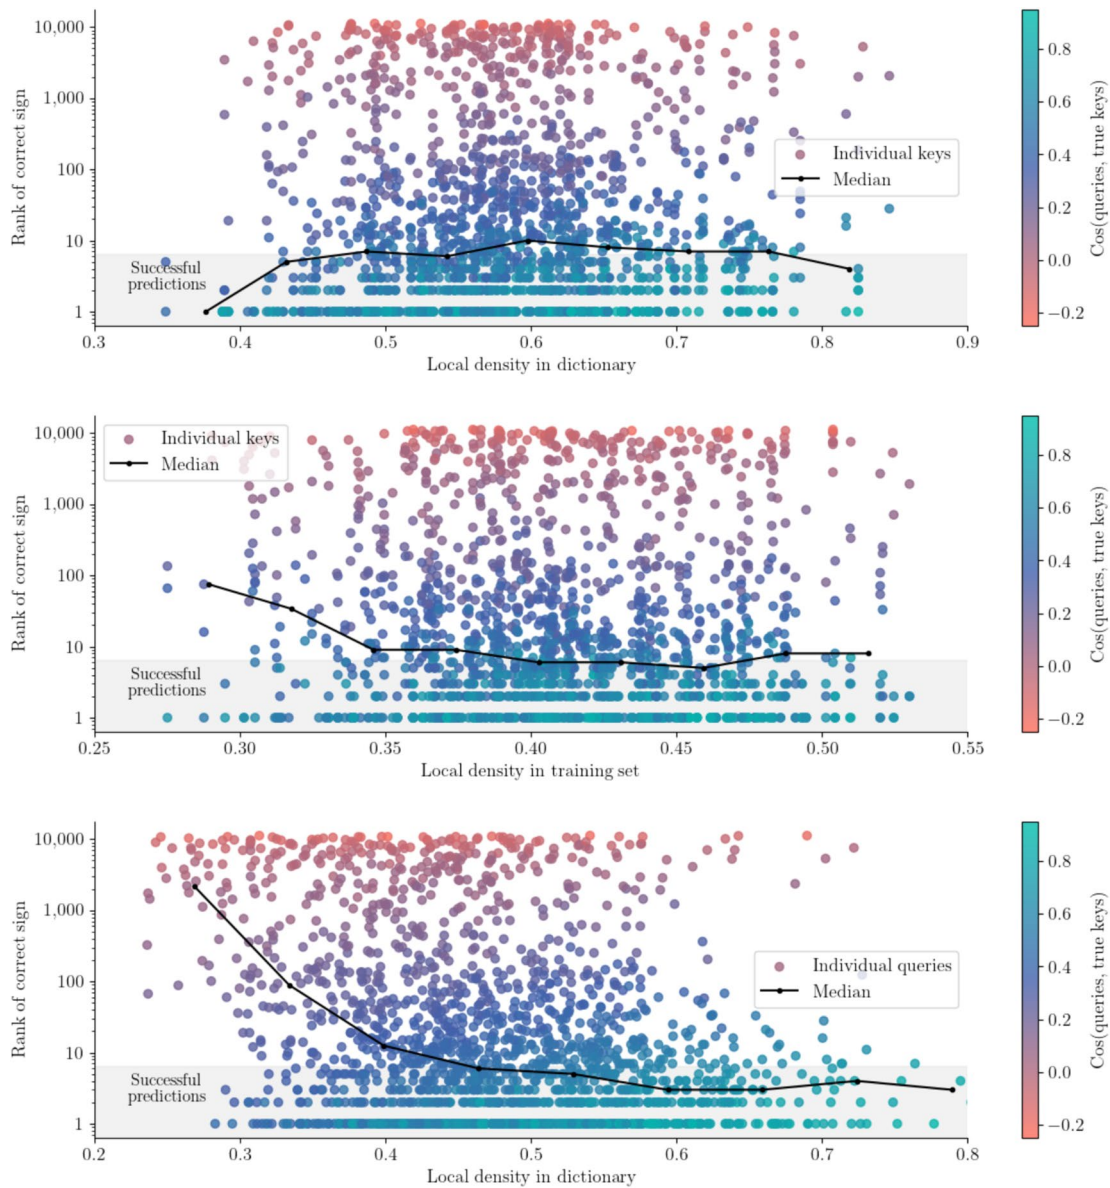 10,000
1,000
100
10
1
Rank of correct sign
Individual keys
Median
Successful
predictions
0.3 0.4 0.5 0.6 0.7 0.8 0.9
Local density in dictionary
0.8
0.6
0.4
0.2
0.0
−0.2
Cos(queries, true keys)
10,000
1,000
100
10
1
Rank of correct sign
Individual keys
Median
Successful
predictions
0.25 0.30 0.35 0.40 0.45 0.50 0.55
Local density in training set
0.8
0.6
0.4
0.2
0.0
−0.2
Cos(queries, true keys)
10,000
1,000
100
10
1
Rank of correct sign
Individual queries
Median
Successful
predictions
0.2 0.3 0.4 0.5 0.6 0.7 0.8
Local density in dictionary
0.8
0.6
0.4
0.2
0.0
−0.2
Cos(queries, true keys)